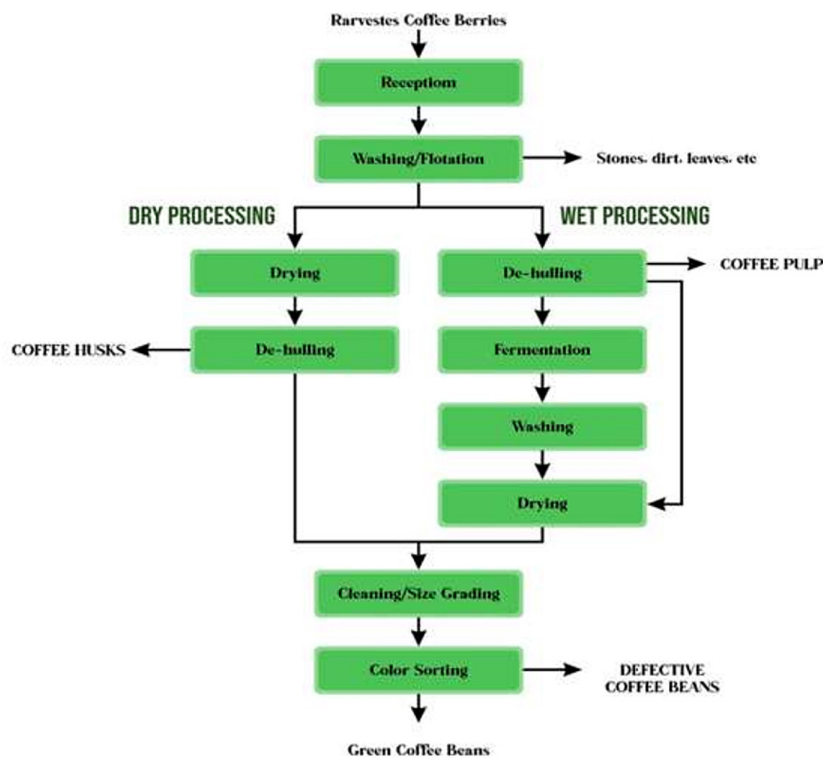 Rarvestes Coffee Berries
Receptiom
Washing/Flotation
Stones. dirt. leaves. etc
DRY PROCESSING
WET PROCESSING
Drying
De-hulling
COFFEE PULP
COFFEE HUSKS
De-hulling
Fermentation
Washing
Drying
Cleaning/Size Grading
Color Sorting
DEFECTIVE
COFFEE BEANS
Green Coffee Beans